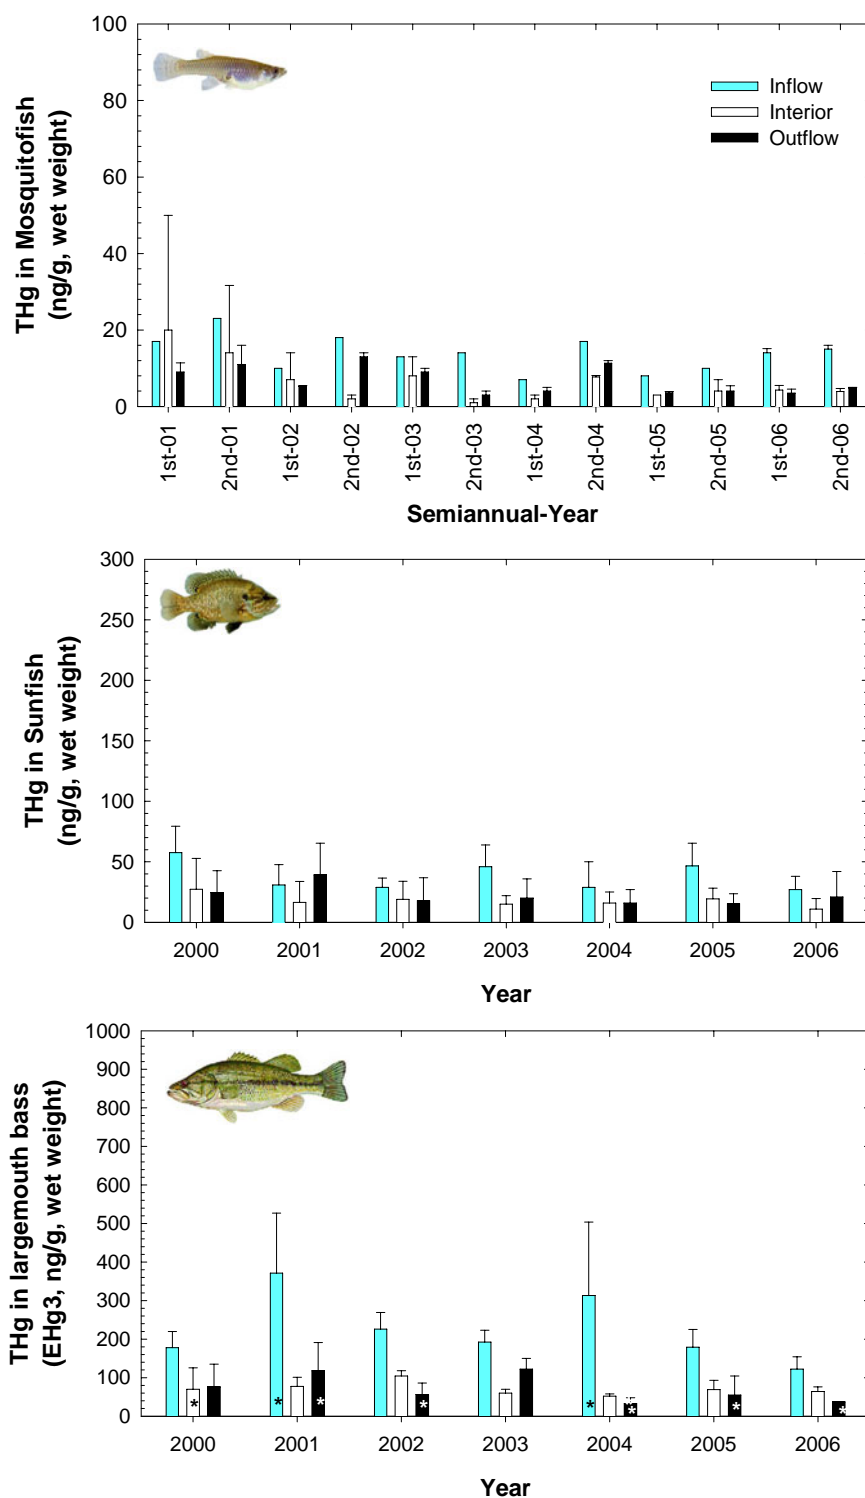 THg in Mosquitofish
(ng/g, wet weight)
100
80
60
40
20
0
Inflow
Interior
Outflow
1st-01
2nd-01
1st-02
2nd-02
1st-03
2nd-03
1st-04
2nd-04
1st-05
2nd-05
1st-06
2nd-06
Semiannual-Year
THg in Sunfish
(ng/g, wet weight)
300
250
200
150
100
50
0
2000 2001 2002 2003 2004 2005 2006
Year
THg in largemouth bass
(EHg3, ng/g, wet weight)
1000
900
800
700
600
500
400
300
200
100
0
* * * * * * * *
2000 2001 2002 2003 2004 2005 2006
Year